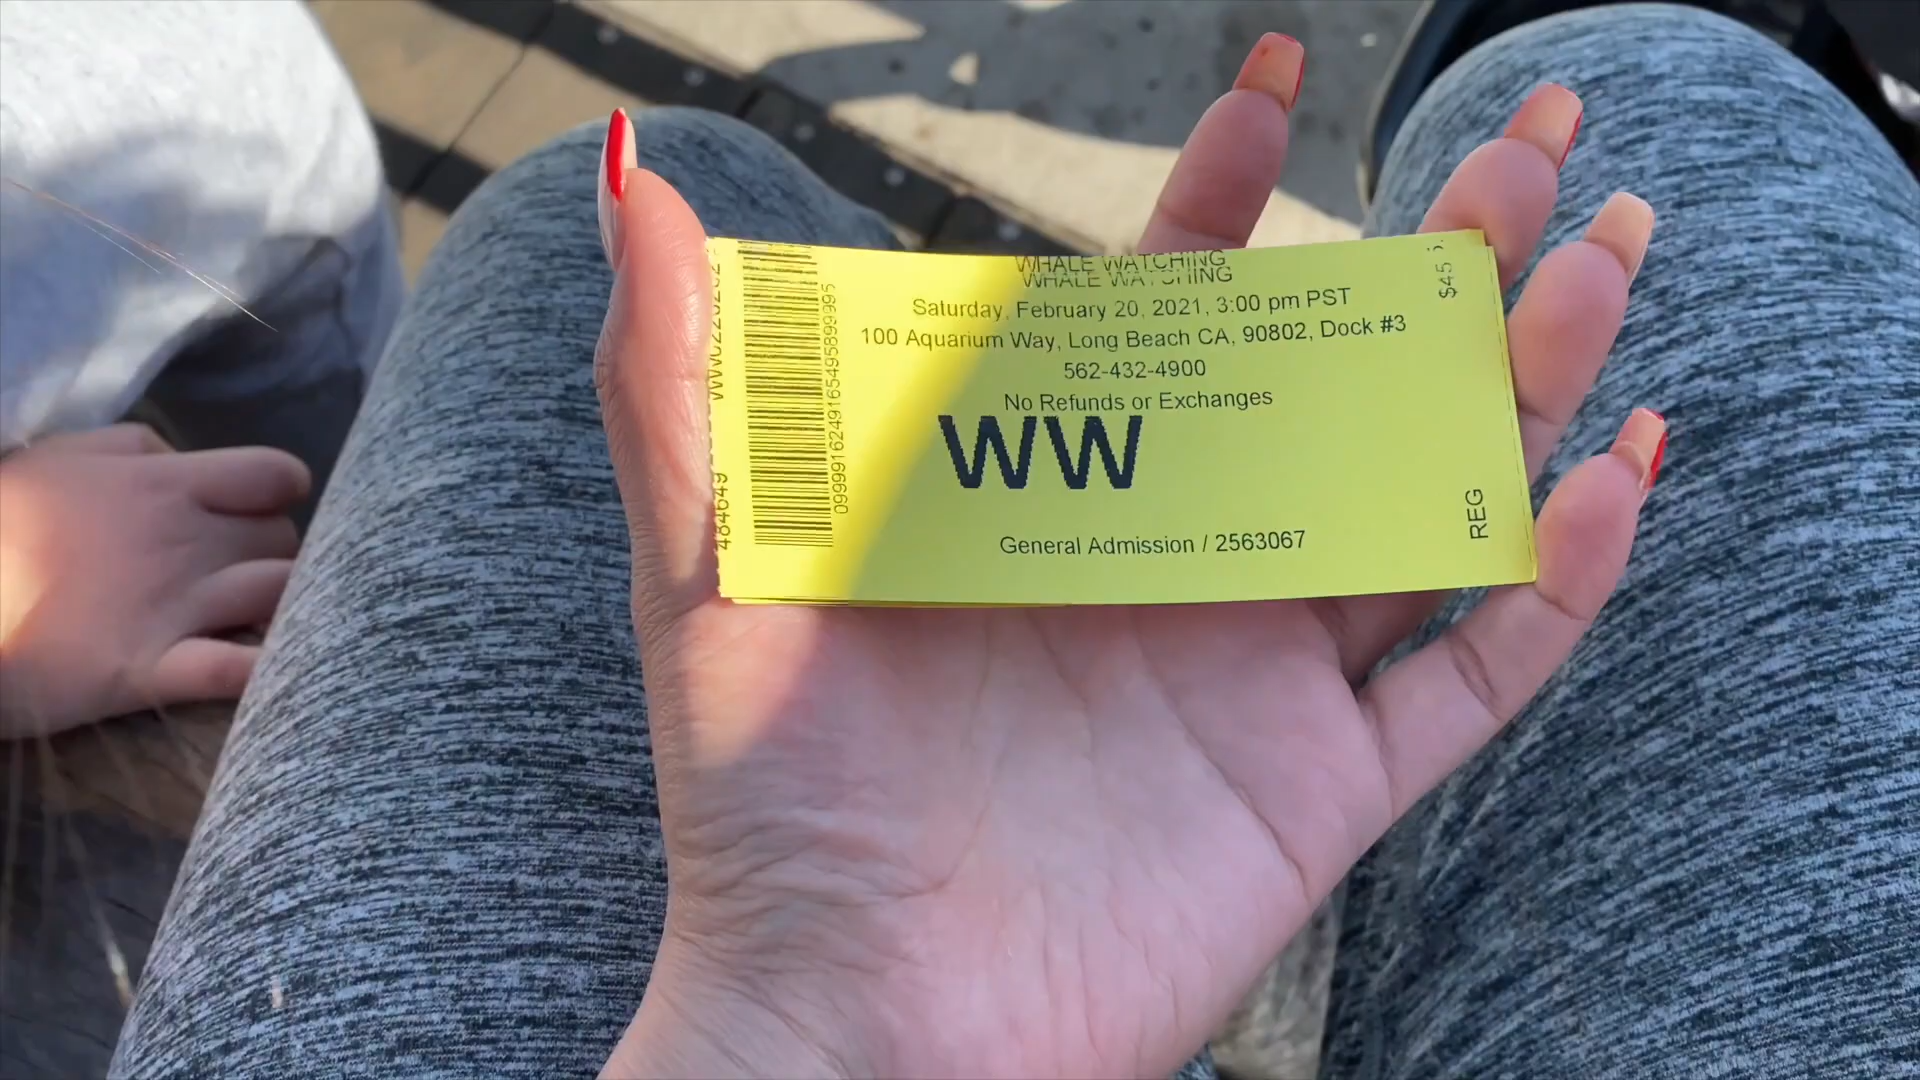 WHALE WATCHING
WHALE WATCHING
Saturday, February 20, 2021, 3:00 pm PST
100 Aquarium Way, Long Beach CA, 90802, Dock #3
562-432-4900
No Refunds or Exchanges
WW
General Admission / 2563067
484649
REG